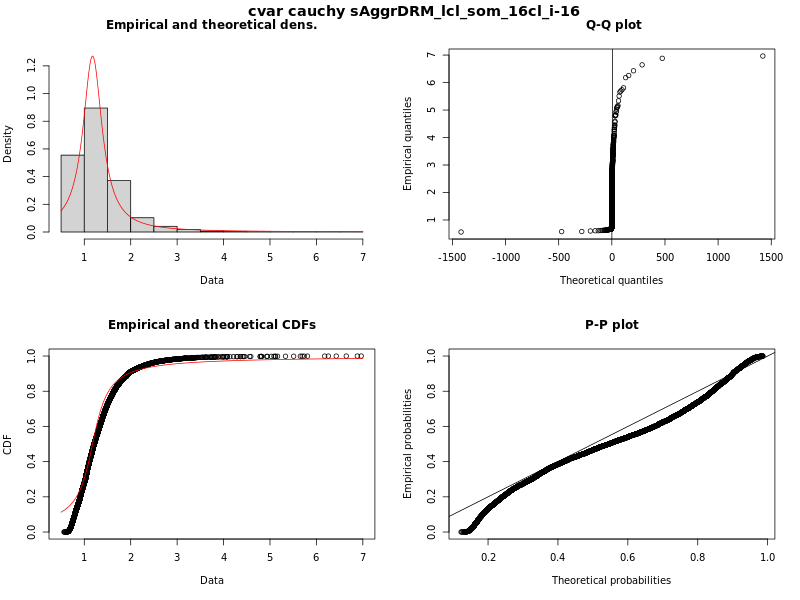 cvar cauchy sAggrDRM_lcl_som_16cl_i-16
Empirical and theoretical dens.
Density
0.0 0.2 0.4 0.6 0.8 1.0 1.2
1 2 3 4 5 6 7
Data
Q-Q plot
Empirical quantiles
1 2 3 4 5 6 7
-1500 -1000 -500 0 500 1000 1500
Theoretical quantiles
Empirical and theoretical CDFs
CDF
0.0 0.2 0.4 0.6 0.8 1.0
1 2 3 4 5 6 7
Data
P-P plot
Empirical probabilities
0.0 0.2 0.4 0.6 0.8 1.0
0.2 0.4 0.6 0.8 1.0
Theoretical probabilities